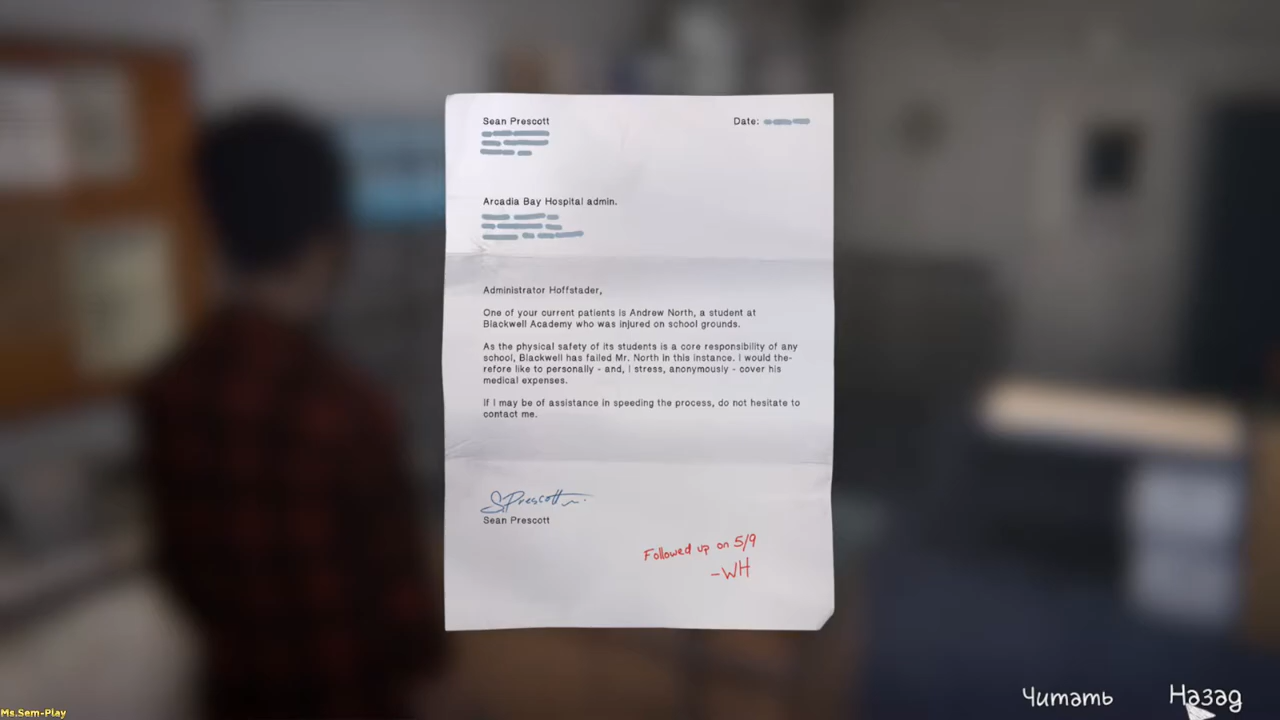 Sean Prescott
Date:
Arcadia Bay Hospital admin.
Administrator Hoffstader,
One of your current patients is Andrew North, a student at
Blackwell Academy who was injured on school grounds.
As the physical safety of its students is a core responsibility of any
school, Blackwell has failed Mr. North in this instance. I would the-
refore like to personally - and, I stress, anonymously - cover his
medical expenses.
If I may be of assistance in speeding the process, do not hesitate to
contact me.
SPrescott
Sean Prescott
Followed up on 5/9
-WH
Читать
Назад
Ms.Sem-Play